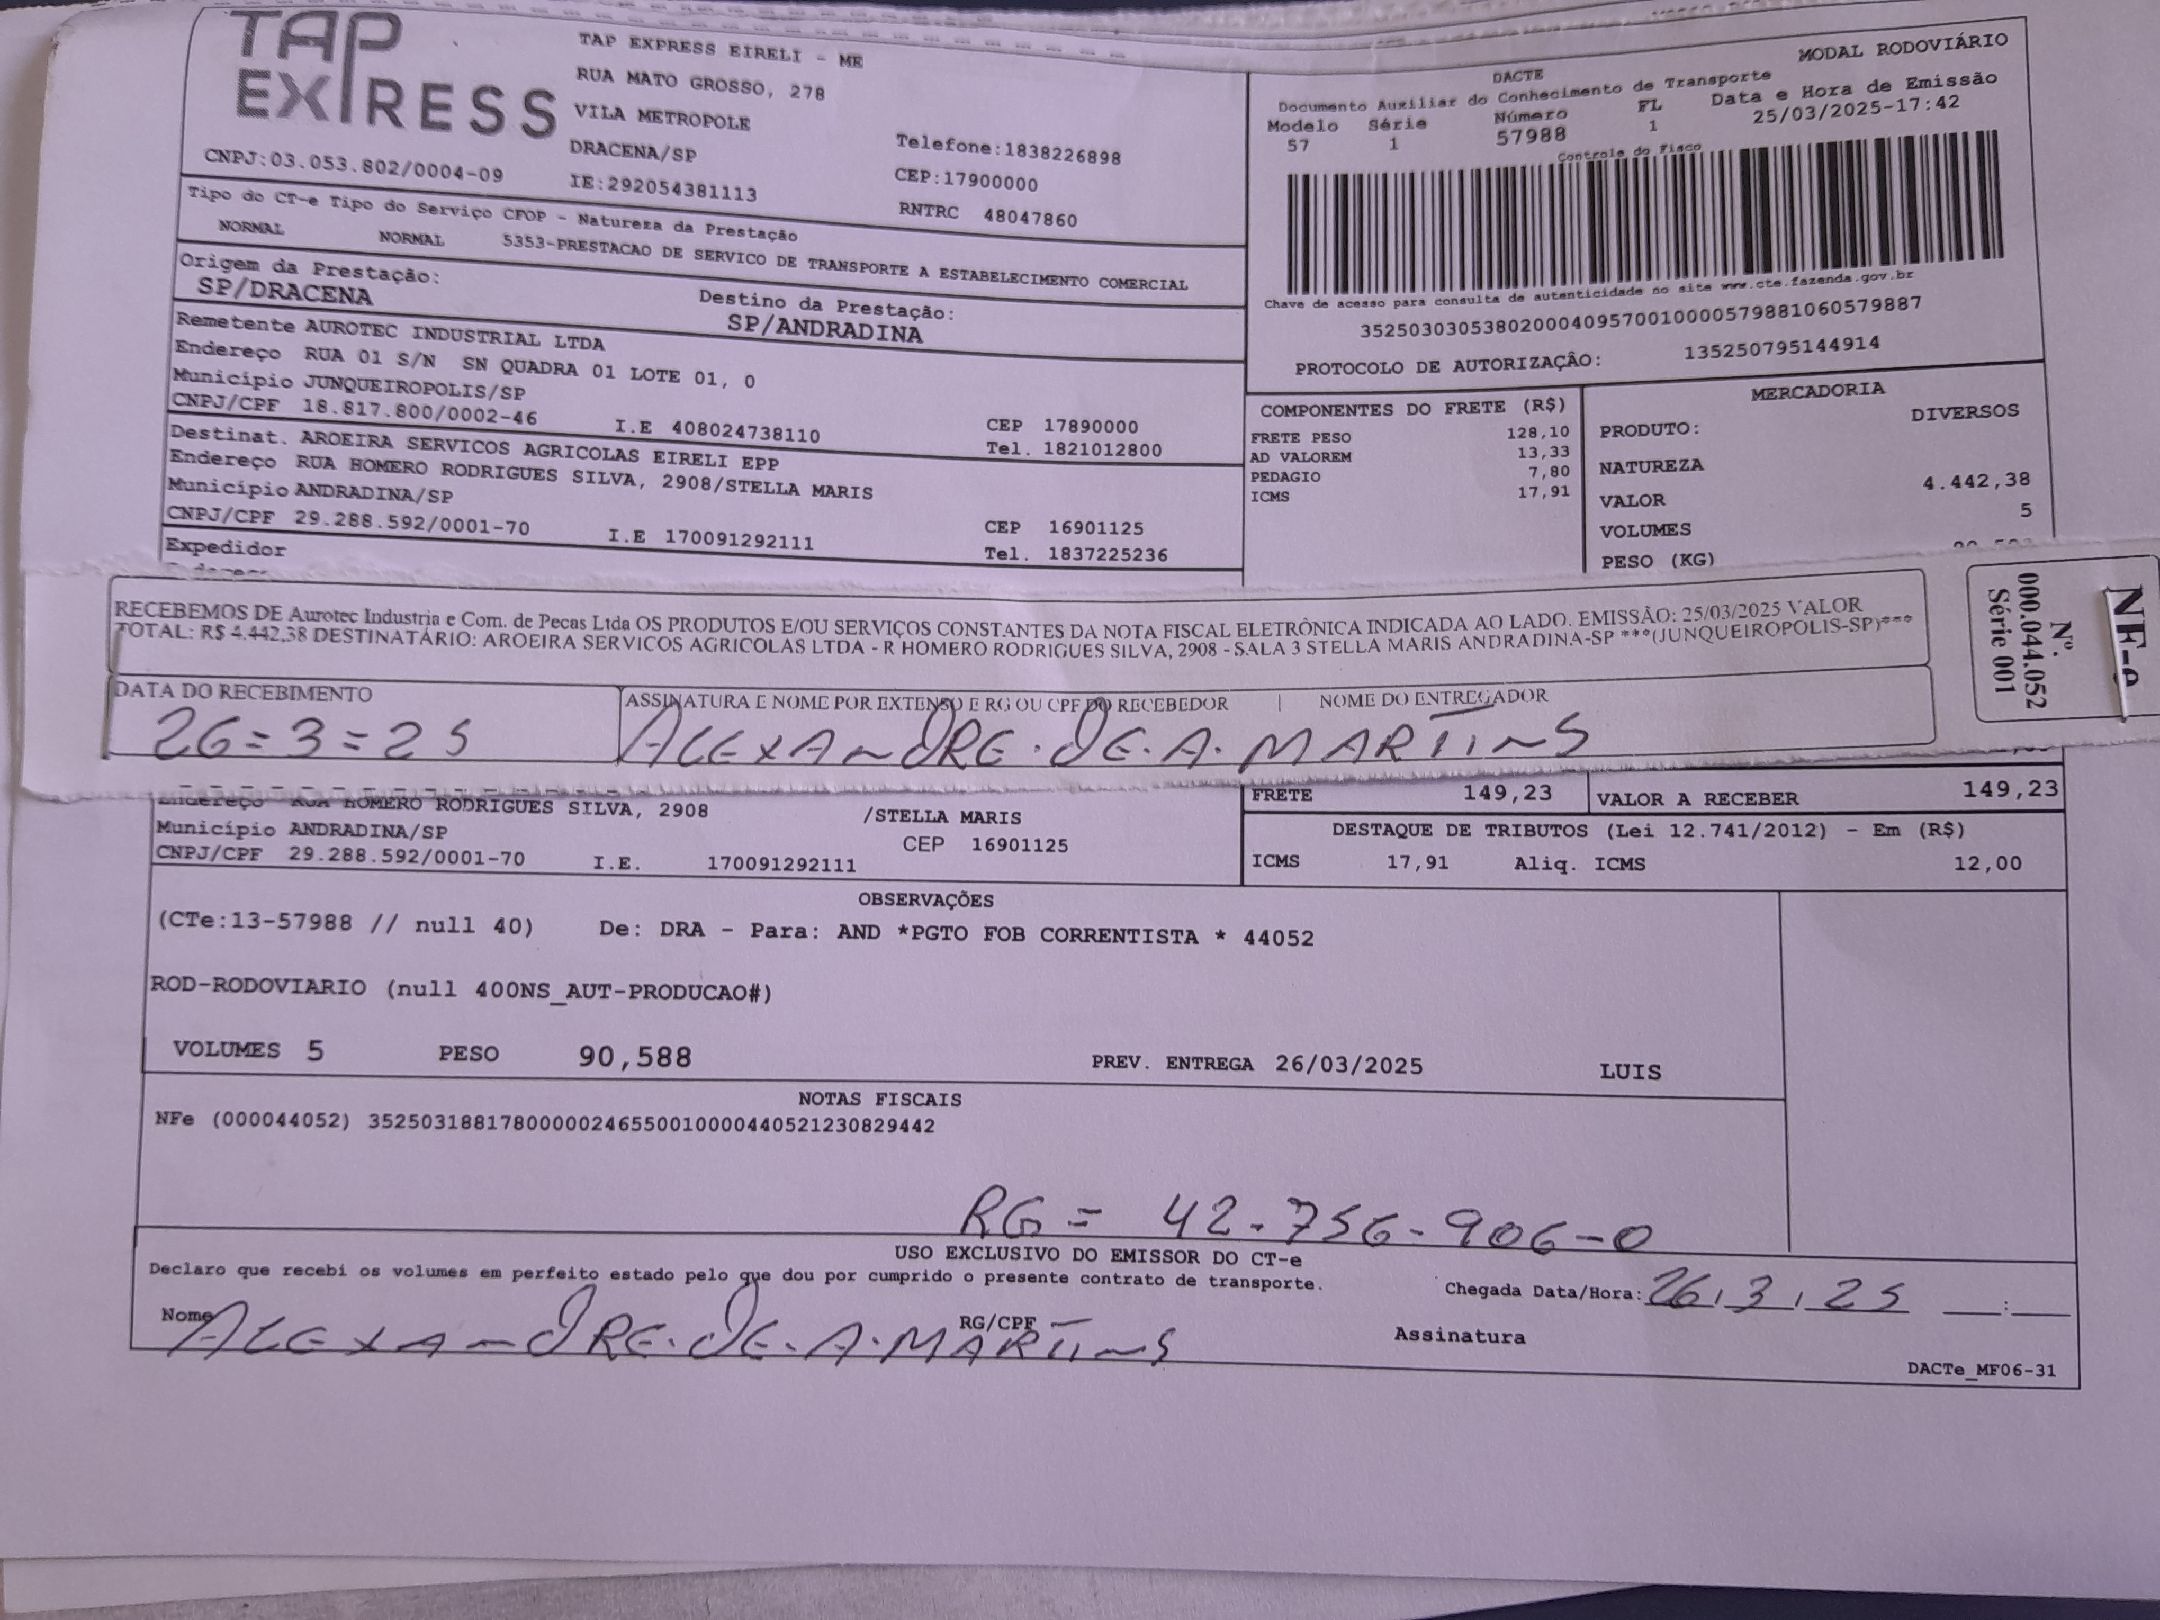 TAP
EXPRESS
TAP EXPRESS EIRELI - ME
RUA MATO GROSSO, 278
VILA METROPOLE
DRACENA/SP Telefone:1838226898
CNPJ:03.053.802/0004-09 IE:292054381113 CEP:17900000
RNTRC 48047860
MODAL RODOVIÁRIO
DACTE
Documento Auxiliar do Conhecimento de Transporte
Modelo Série Número FL Data e Hora de Emissão
57 1 57988 1 25/03/2025-17:42
Controle do Fisco
Chave de acesso para consulta de autenticidade no site www.cte.fazenda.gov.br
35250303053802000409570010000579881060579887
PROTOCOLO DE AUTORIZAÇÃO: 135250795144914
Tipo do CT-e Tipo do Serviço CFOP - Natureza da Prestação
NORMAL NORMAL 5353-PRESTACAO DE SERVICO DE TRANSPORTE A ESTABELECIMENTO COMERCIAL
Origem da Prestação: Destino da Prestação:
SP/DRACENA SP/ANDRADINA
Remetente AUROTEC INDUSTRIAL LTDA
Endereço RUA 01 S/N SN QUADRA 01 LOTE 01, 0
Município JUNQUEIROPOLIS/SP CEP 17890000
CNPJ/CPF 18.817.800/0002-46 I.E 408024738110 Tel. 1821012800
Destinat. AROEIRA SERVICOS AGRICOLAS EIRELI EPP
Endereço RUA HOMERO RODRIGUES SILVA, 2908/STELLA MARIS
Município ANDRADINA/SP CEP 16901125
CNPJ/CPF 29.288.592/0001-70 I.E 170091292111 Tel. 1837225236
Expedidor
COMPONENTES DO FRETE (R$)
FRETE PESO 128,10
AD VALOREM 13,33
PEDAGIO 7,80
ICMS 17,91
MERCADORIA
PRODUTO: DIVERSOS
NATUREZA
VALOR 4.442,38
VOLUMES 5
PESO (KG)
RECEBEMOS DE Aurotec Industria e Com. de Pecas Ltda OS PRODUTOS E/OU SERVIÇOS CONSTANTES DA NOTA FISCAL ELETRÔNICA INDICADA AO LADO. EMISSÃO: 25/03/2025 VALOR
TOTAL: R$ 4.442,38 DESTINATÁRIO: AROEIRA SERVICOS AGRICOLAS LTDA - R HOMERO RODRIGUES SILVA, 2908 - SALA 3 STELLA MARIS ANDRADINA-SP ***(JUNQUEIROPOLIS-SP)***
DATA DO RECEBIMENTO ASSINATURA E NOME POR EXTENSO E RG OU CPF DO RECEBEDOR | NOME DO ENTREGADOR
26=3=25 ALEXANDRE.DE.A.MARTINS
NF-e
Nº.
000.044.052
Série 001
Endereço RUA HOMERO RODRIGUES SILVA, 2908 /STELLA MARIS
Município ANDRADINA/SP CEP 16901125
CNPJ/CPF 29.288.592/0001-70 I.E. 170091292111
FRETE 149,23 VALOR A RECEBER 149,23
DESTAQUE DE TRIBUTOS (Lei 12.741/2012) - Em (R$)
ICMS 17,91 Aliq. ICMS 12,00
OBSERVAÇÕES
(CTe:13-57988 // null 40) De: DRA - Para: AND *PGTO FOB CORRENTISTA * 44052
ROD-RODOVIARIO (null 400NS_AUT-PRODUCAO#)
VOLUMES 5 PESO 90,588 PREV. ENTREGA 26/03/2025 LUIS
NOTAS FISCAIS
NFe (000044052) 35250318817800000246550010000440521230829442
RG = 42.756-906-0
USO EXCLUSIVO DO EMISSOR DO CT-e
Declaro que recebi os volumes em perfeito estado pelo que dou por cumprido o presente contrato de transporte.
Chegada Data/Hora: 26/3/25 __:__
Nome ALEXANDRE.DE.A.MARTINS RG/CPF Assinatura
DACTe_MF06-31